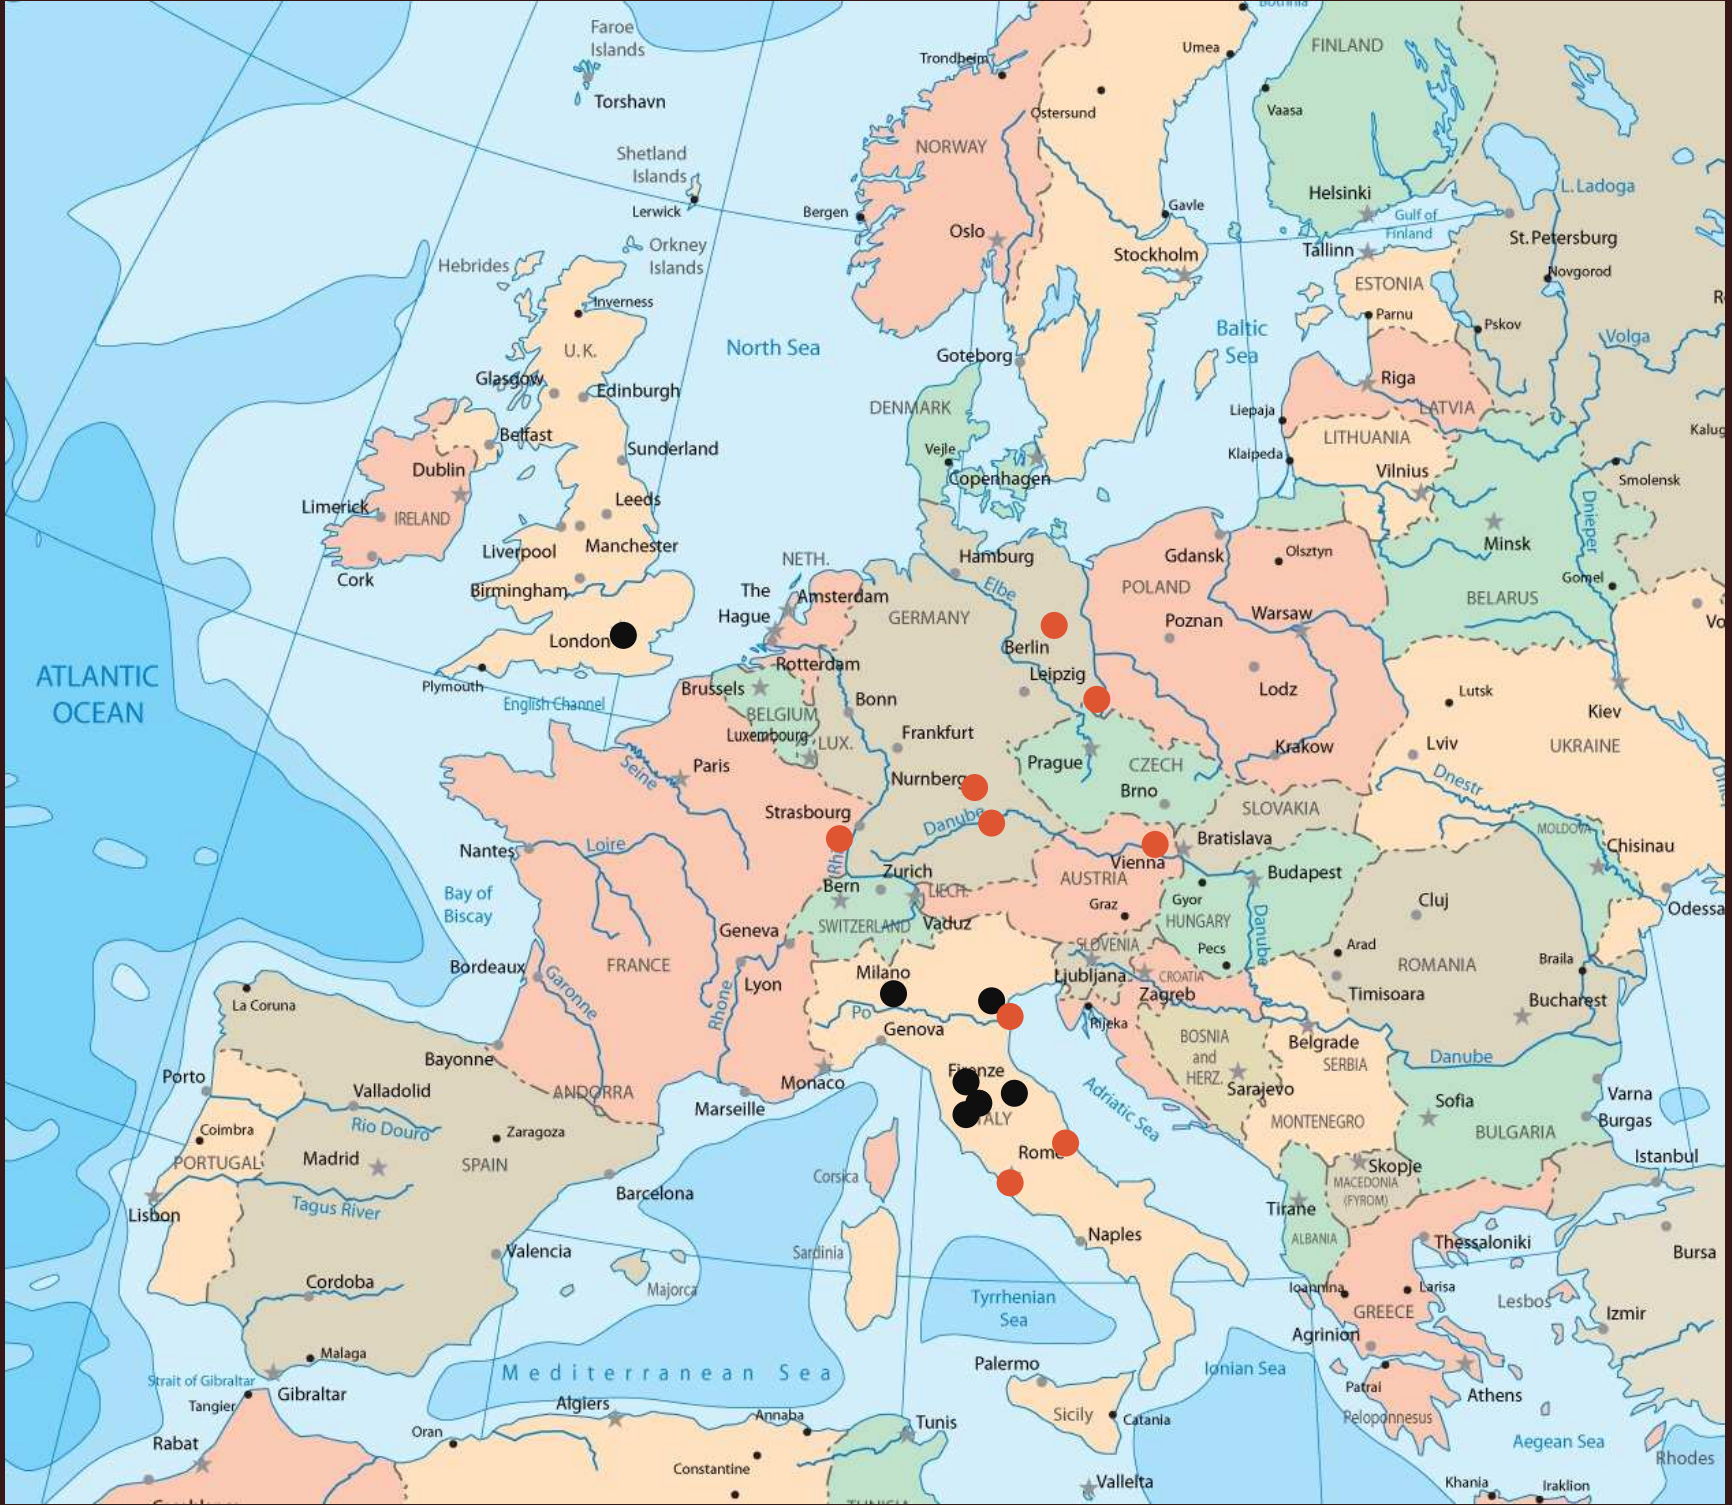 Bothnia
Faroe
Islands
FINLAND
Umea
Trondheim
Torshavn
Ostersund
Vaasa
NORWAY
Shetland
Islands
L. Ladoga
Helsinki
Lerwick
Bergen
Gavle
Gulf of
Finland
Oslo
St. Petersburg
Orkney
Islands
Stockholm
Tallinn
Hebrides
Novgorod
ESTONIA
Inverness
Parnu
Pskov
Baltic
Sea
Volga
North Sea
U.K.
Goteborg
Glasgow
Edinburgh
Riga
DENMARK
LATVIA
Liepaja
Belfast
LITHUANIA
Kalug
Sunderland
Vejle
Klaipeda
Dublin
Vilnius
Copenhagen
Smolensk
Limerick
Leeds
IRELAND
Dnieper
Liverpool
Manchester
Minsk
NETH.
Hamburg
Gdansk
Olsztyn
Cork
Birmingham
The
Hague
Amsterdam
Elbe
POLAND
Gomel
GERMANY
BELARUS
Warsaw
Poznan
Vo
London
Berlin
Rotterdam
ATLANTIC
OCEAN
Plymouth
Brussels
Leipzig
Lodz
Lutsk
English Channel
Bonn
BELGIUM
Kiev
Luxembourg
LUX.
Frankfurt
Lviv
UKRAINE
Krakow
Paris
Prague
CZECH
Seine
Nurnberg
Dnestr
Brno
Strasbourg
SLOVAKIA
Danube
MOLDOVA
Nantes
Loire
Bratislava
Chisinau
Rh
Vienna
Zurich
Budapest
Bern
LIECH.
AUSTRIA
Bay of
Biscay
Graz
Gyor
Cluj
Odessa
SWITZERLAND
Vaduz
HUNGARY
Geneva
Danube
SLOVENIA
Pecs
Arad
Bordeaux
FRANCE
Milano
Ljubljana
CROATIA
ROMANIA
Braila
Garonne
Lyon
Zagreb
Timisoara
La Coruna
Rhone
Po
Bucharest
Rijeka
Genova
BOSNIA
and
HERZ.
Belgrade
Bayonne
SERBIA
Danube
Porto
Firenze
Monaco
Sarajevo
Valladolid
ANDORRA
Adriatic Sea
Varna
Marseille
Sofia
Rio Douro
ITALY
MONTENEGRO
Burgas
Coimbra
Zaragoza
BULGARIA
Rome
Istanbul
PORTUGAL
Madrid
SPAIN
Skopje
Corsica
MACEDONIA
(FYROM)
Barcelona
Tirane
Lisbon
Tagus River
Naples
ALBANIA
Thessaloniki
Valencia
Sardinia
Bursa
Cordoba
Majorca
Ioannina
Larisa
Tyrrhenian
Sea
Lesbos
GREECE
Izmir
Agrinion
Malaga
Palermo
Ionian Sea
Mediterranean Sea
Strait of Gibraltar
Patrai
Gibraltar
Athens
Tangier
Algiers
Annaba
Sicily
Catania
Peloponnesus
Tunis
Oran
Rabat
Aegean Sea
Rhodes
Constantine
Valletta
Khania
Iraklion